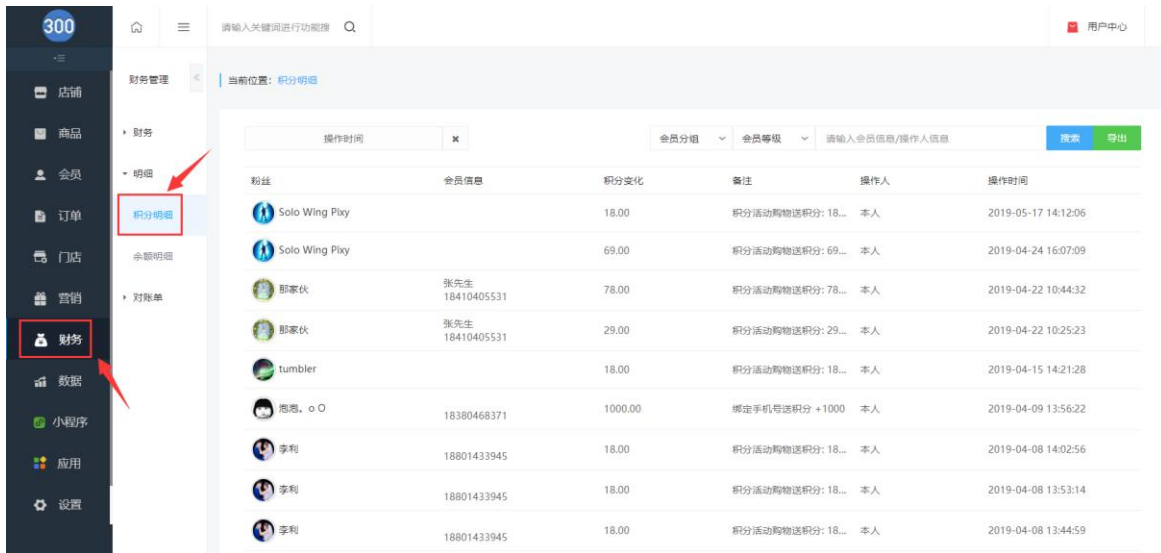 300
请输入关键词进行功能搜
用户中心
店铺
商品
会员
订单
门店
营销
财务
数据
小程序
应用
设置
财务管理
财务
明细
积分明细
余额明细
对账单
当前位置：积分明细
操作时间 会员分组 会员等级 请输入会员信息/操作人信息 搜索 导出
粉丝 会员信息 积分变化 备注 操作人 操作时间
Solo Wing Pixy 18.00 积分活动购物送积分: 18... 本人 2019-05-17 14:12:06
Solo Wing Pixy 69.00 积分活动购物送积分: 69... 本人 2019-04-24 16:07:09
那家伙 张先生 18410405531 78.00 积分活动购物送积分: 78... 本人 2019-04-22 10:44:32
那家伙 张先生 18410405531 29.00 积分活动购物送积分: 29... 本人 2019-04-22 10:25:23
tumbler 18.00 积分活动购物送积分: 18... 本人 2019-04-15 14:21:28
泡泡。o O 18380468371 1000.00 绑定手机号送积分 +1000 本人 2019-04-09 13:56:22
李利 18801433945 18.00 积分活动购物送积分: 18... 本人 2019-04-08 14:02:56
李利 18801433945 18.00 积分活动购物送积分: 18... 本人 2019-04-08 13:53:14
李利 18801433945 18.00 积分活动购物送积分: 18... 本人 2019-04-08 13:44:59